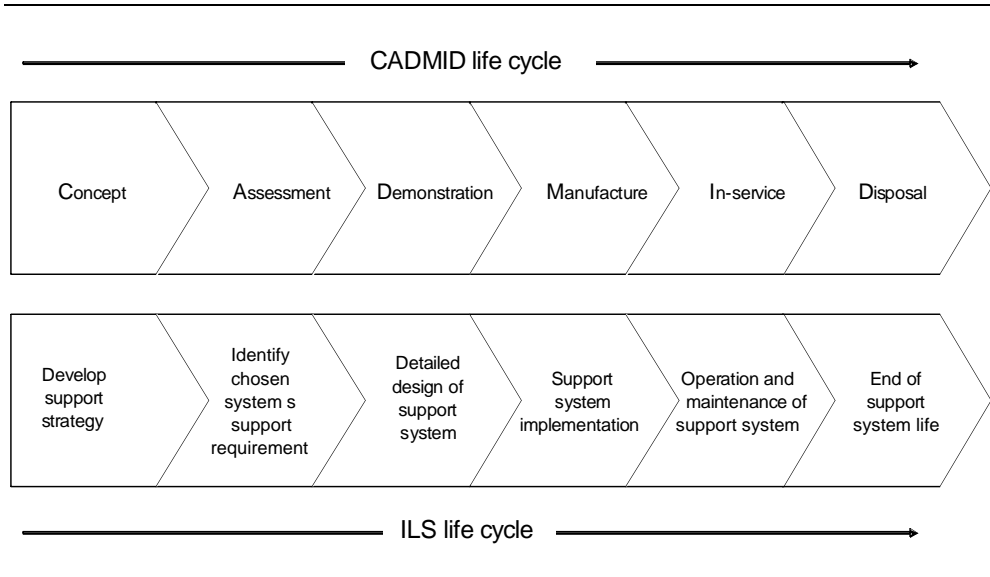 CADMID life cycle
Concept
Assessment
Demonstration
Manufacture
In-service
Disposal
Develop
support
strategy
Identify
chosen
system s
support
requirement
Detailed
design of
support
system
Support
system
implementation
Operation and
maintenance of
support system
End of
support
system life
ILS life cycle